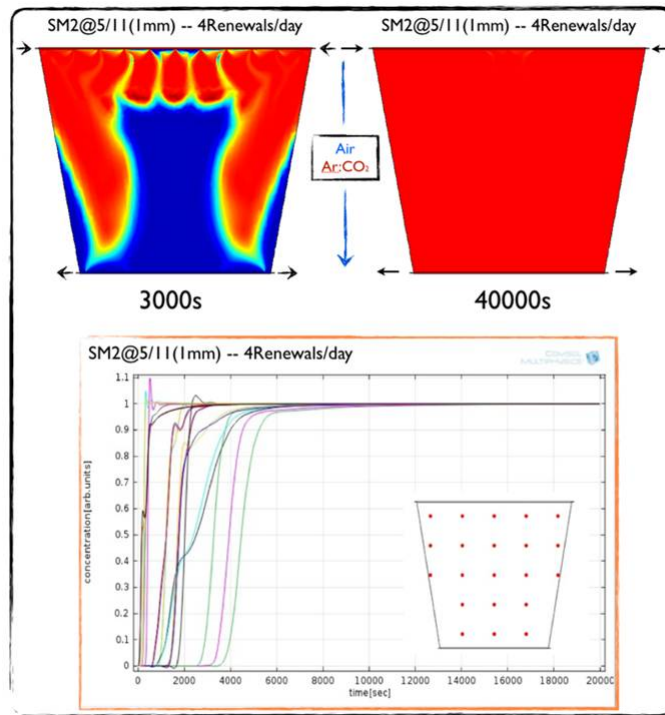 SM2@5/11(1mm) -- 4Renewals/day
SM2@5/11(1mm) -- 4Renewals/day
Air
Ar:CO₂
3000s
40000s
SM2@5/11(1mm) -- 4Renewals/day
COMSOL
MULTIPHYSICS
concentration[arb.units]
1.1
1
0.9
0.8
0.7
0.6
0.5
0.4
0.3
0.2
0.1
0
0 2000 4000 6000 8000 10000 12000 14000 16000 18000 20000
time[sec]